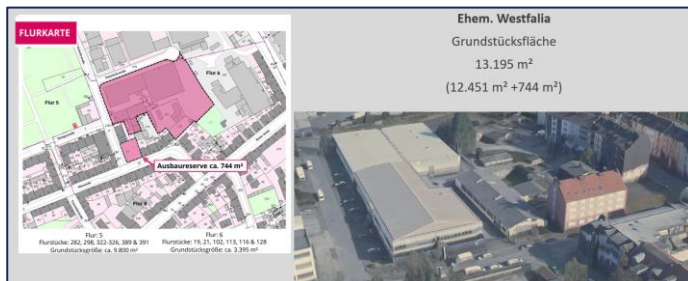 FLURKARTE
Flur 5
Flur 6
Ausbaureserve ca. 744 m²
Flur: 5
Flurstücke: 282, 298, 322-326, 389 & 391
Grundstücksgröße: ca. 9.800 m²
Flur: 6
Flurstücke: 19, 21, 102, 113, 116 & 128
Grundstücksgröße: ca. 3.395 m²
Ehem. Westfalia
Grundstücksfläche
13.195 m²
(12.451 m² +744 m²)